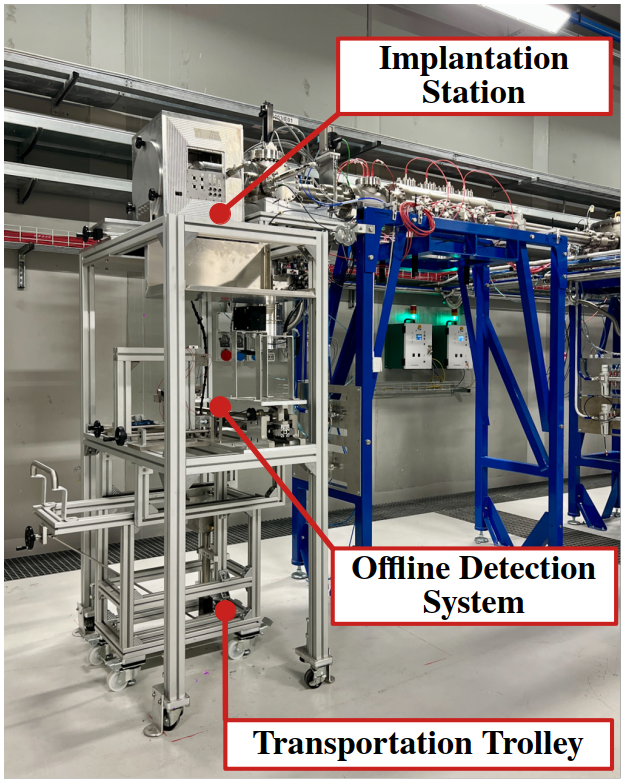 Implantation
Station
Offline Detection
System
Transportation Trolley